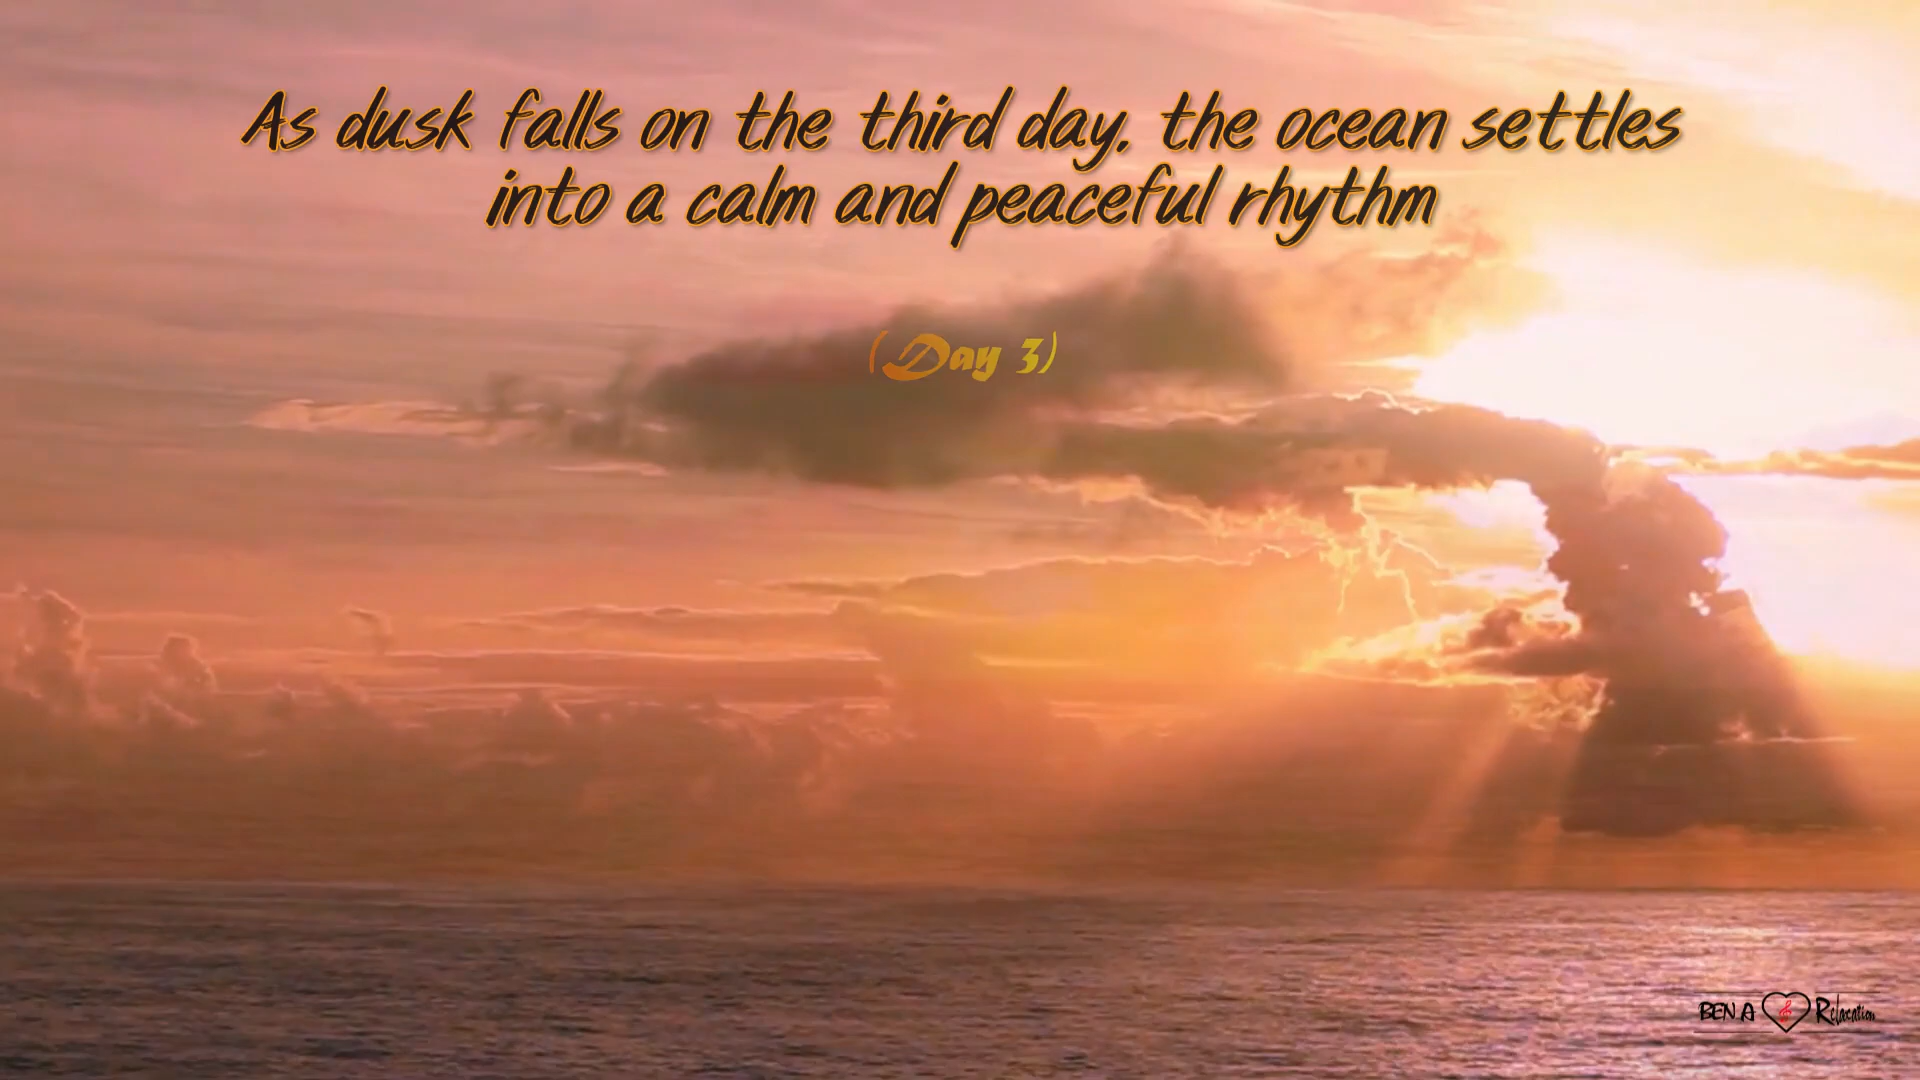 As dusk falls on the third day, the ocean settles
into a calm and peaceful rhythm
(Day 3)
BEN A Relaxation